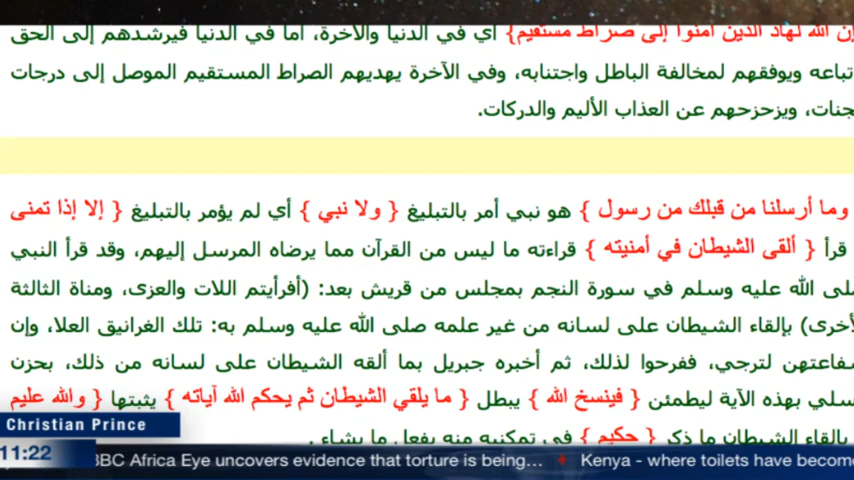 إن الله لهاد الذين آمنوا إلى صراط مستقيم} أي في الدنيا والآخرة، أما في الدنيا فيرشدهم إلى الحق
تباعه ويوفقهم لمخالفة الباطل واجتنابه، وفي الآخرة يهديهم الصراط المستقيم الموصل إلى درجات
جنات، ويزحزحهم عن العذاب الأليم والدركات.
وما أرسلنا من قبلك من رسول } هو نبي أمر بالتبليغ { ولا نبي } أي لم يؤمر بالتبليغ { إلا إذا تمنى
قرأ { ألقى الشيطان في أمنيته } قراءته ما ليس من القرآن مما يرضاه المرسل إليهم، وقد قرأ النبي
لى الله عليه وسلم في سورة النجم بمجلس من قريش بعد: (أفرأيتم اللات والعزى، ومناة الثالثة
لأخرى) بإلقاء الشيطان على لسانه من غير علمه صلى الله عليه وسلم به: تلك الغرانيق العلا، وإن
فاعتهن لترجي، ففرحوا لذلك، ثم أخبره جبريل بما ألقه الشيطان على لسانه من ذلك، بحزن
سلي بهذه الآية ليطمئن { فينسخ الله } يبطل { ما يلقي الشيطان ثم يحكم الله آياته } يثبتها { والله عليم
بإلقاء الشيطان ما ذكر { حكيم } في تمكينه منه يفعل ما يشاء.
Christian Prince
11:22
BBC Africa Eye uncovers evidence that torture is being... Kenya - where toilets have become